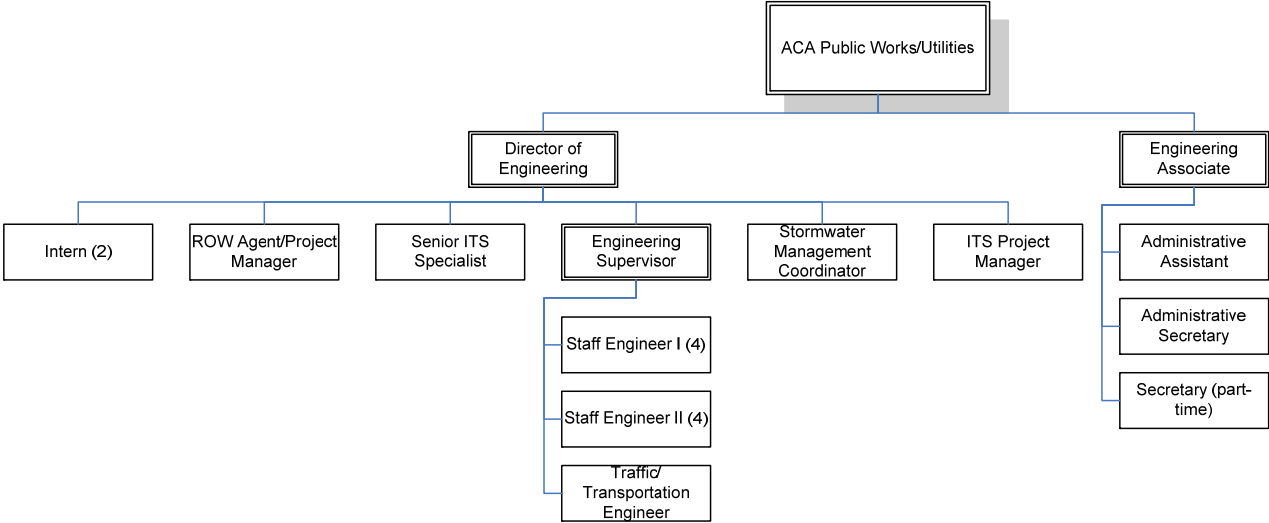 ACA Public Works/Utilities
Director of
Engineering
Engineering
Associate
Intern (2)
ROW Agent/Project
Manager
Senior ITS
Specialist
Engineering
Supervisor
Stormwater
Management
Coordinator
ITS Project
Manager
Administrative
Assistant
Staff Engineer I (4)
Administrative
Secretary
Staff Engineer II (4)
Secretary (part-
time)
Traffic/
Transportation
Engineer